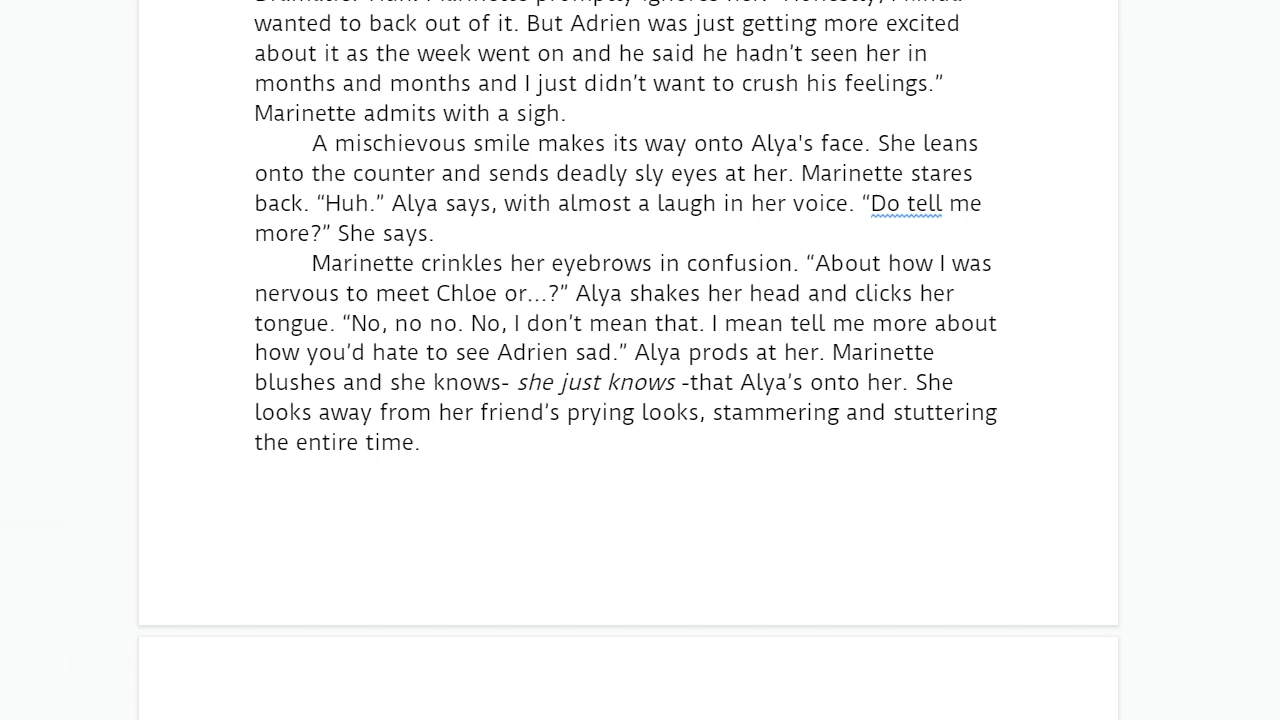 wanted to back out of it. But Adrien was just getting more excited
about it as the week went on and he said he hadn’t seen her in
months and months and I just didn’t want to crush his feelings.”
Marinette admits with a sigh.
A mischievous smile makes its way onto Alya's face. She leans
onto the counter and sends deadly sly eyes at her. Marinette stares
back. “Huh.” Alya says, with almost a laugh in her voice. “Do tell me
more?” She says.
Marinette crinkles her eyebrows in confusion. “About how I was
nervous to meet Chloe or...?” Alya shakes her head and clicks her
tongue. “No, no no. No, I don’t mean that. I mean tell me more about
how you’d hate to see Adrien sad.” Alya prods at her. Marinette
blushes and she knows- she just knows -that Alya’s onto her. She
looks away from her friend’s prying looks, stammering and stuttering
the entire time.